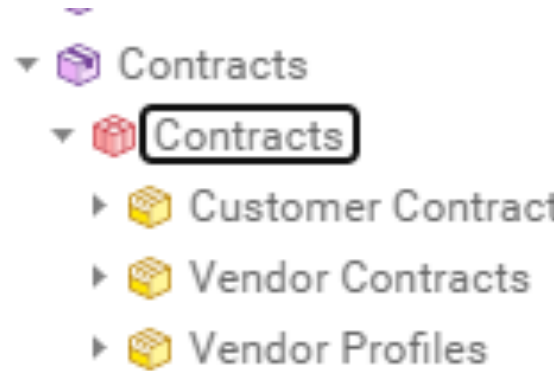 Contracts
Contracts
Customer Contract
Vendor Contracts
Vendor Profiles